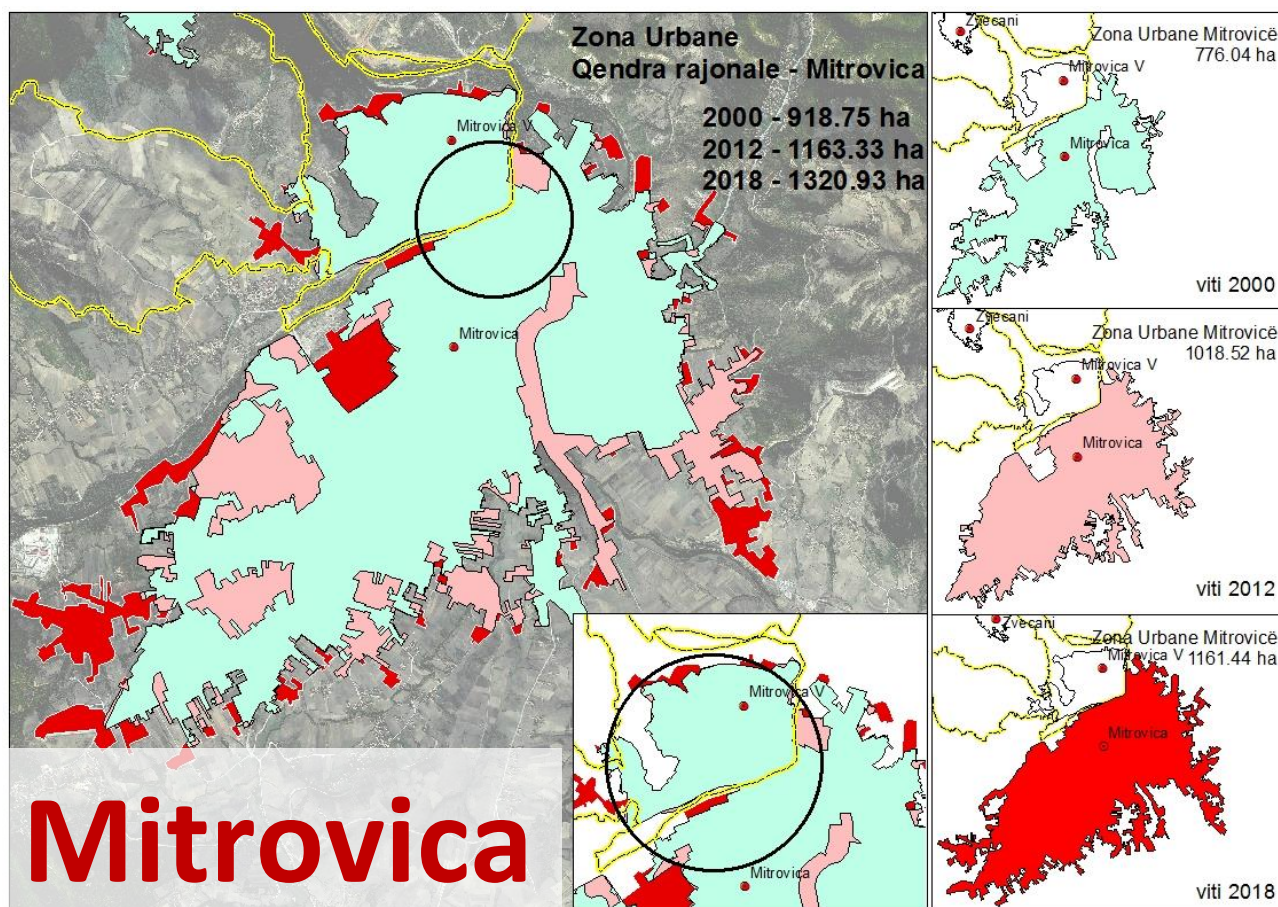 Zona Urbane
Qendra rajonale - Mitrovica
2000 - 918.75 ha
2012 - 1163.33 ha
2018 - 1320.93 ha
Mitrovica V
Mitrovica
Mitrovica
Mitrovica V
Mitrovica
Zvecani
Zona Urbane Mitrovicë
776.04 ha
Mitrovica V
Mitrovica
viti 2000
Zvecani
Zona Urbane Mitrovicë
1018.52 ha
Mitrovica V
Mitrovica
viti 2012
Zvecani
Zona Urbane Mitrovicë
1161.44 ha
Mitrovica V
Mitrovica
viti 2018